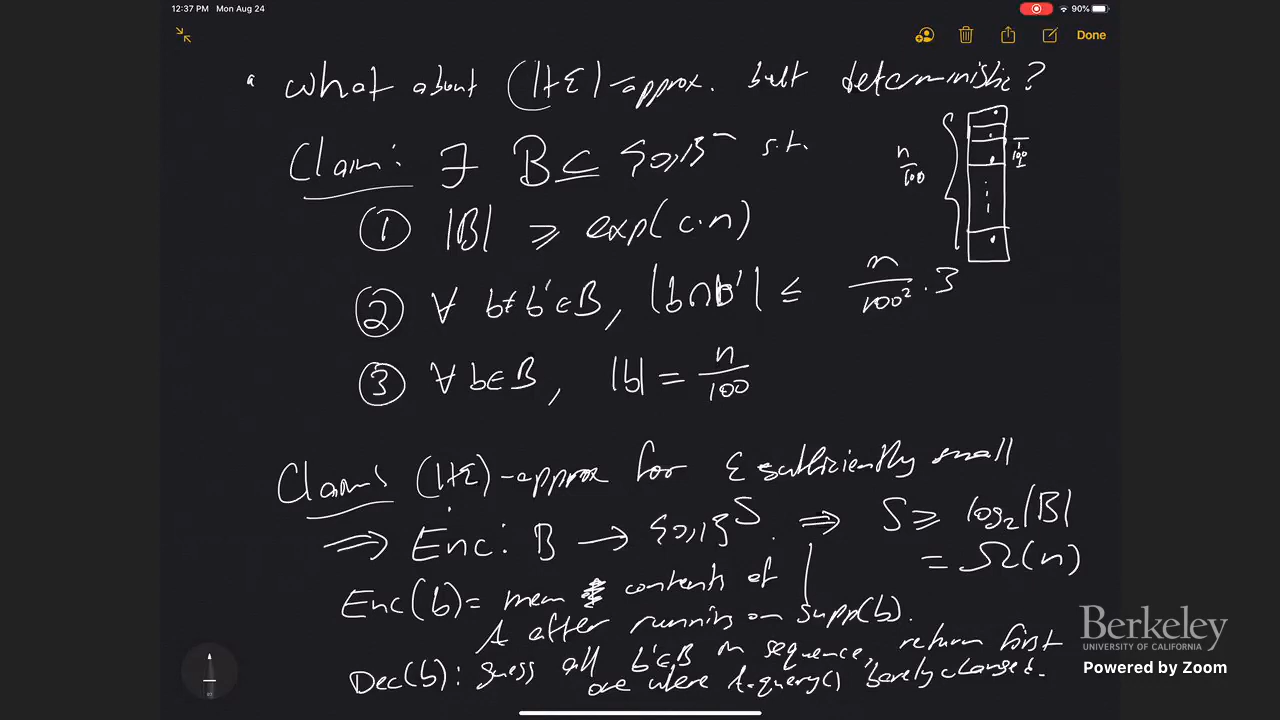 12:37 PM Mon Aug 24
90%
Done
• What about (1+ε)-approx. but deterministic?
Claim: ∃ B ⊆ {0,1}^n s.t.
① |B| ≥ exp(c·n)
② ∀ b≠b'∈B, |b∩b'| ≤ n/100² · 3
③ ∀ b∈B, |b| = n/100
n/100
n/100
Claim: (1+ε)-approx for ε sufficiently small
⇒ Enc: B → {0,1}^S ⇒ S ≥ log₂|B|
= Ω(n)
Enc(b) = mem contents of
A after running on supp(b).
Dec(b): guess all b'∈B in sequence, return first
one where A.query() barely changed.
Berkeley
UNIVERSITY OF CALIFORNIA
Powered by Zoom